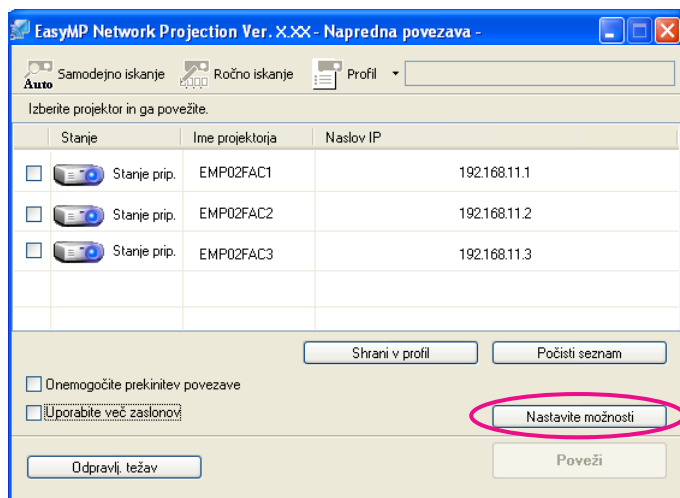 EasyMP Network Projection Ver. X.XX - Napredna povezava -
Auto Samodejno iskanje Ročno iskanje Profil
Izberite projektor in ga povežite.
Stanje Ime projektorja Naslov IP
Stanje prip. EMP02FAC1 192.168.11.1
Stanje prip. EMP02FAC2 192.168.11.2
Stanje prip. EMP02FAC3 192.168.11.3
Shrani v profil Počisti seznam
Onemogočite prekinitev povezave
Uporabite več zaslonov
Nastavite možnosti
Odpravlj. težav Poveži